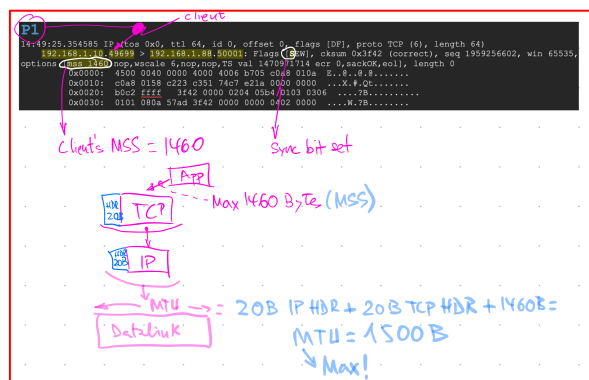 P1
client
14:49:25.354585 IP (tos 0x0, ttl 64, id 0, offset 0, flags [DF], proto TCP (6), length 64)
192.168.1.10.49699 > 192.168.1.88.50001: Flags [SEW], cksum 0x3f42 (correct), seq 1959256602, win 65535,
options [mss 1460,nop,wscale 6,nop,nop,TS val 1470971714 ecr 0,sackOK,eol], length 0
0x0000: 4500 0040 0000 4000 4006 b705 c0a8 010a E..@..@.@.......
0x0010: c0a8 0158 c223 c351 74c7 e21a 0000 0000 ...X.#.Qt.......
0x0020: b0c2 ffff 3f42 0000 0204 05b4 0103 0306 ....?B..........
0x0030: 0101 080a 57ad 3f42 0000 0000 0402 0000 ....W.?B........
Client's MSS = 1460
Sync bit set
App
Max 1460 Bytes (MSS)
HDR 20B TCP
HDR 20B IP
MTU = 20B IP HDR + 20B TCP HDR + 1460B =
Datalink
MTU = 1500B
Max!